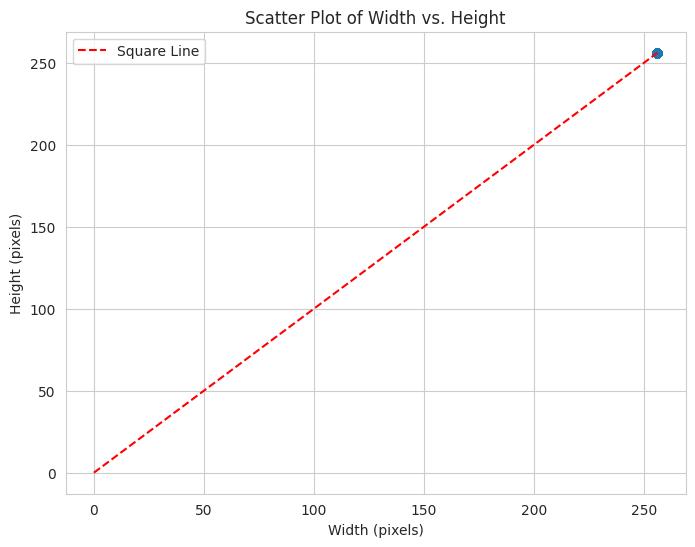 Scatter Plot of Width vs. Height
Square Line
250
200
150
100
50
0
Height (pixels)
0 50 100 150 200 250
Width (pixels)